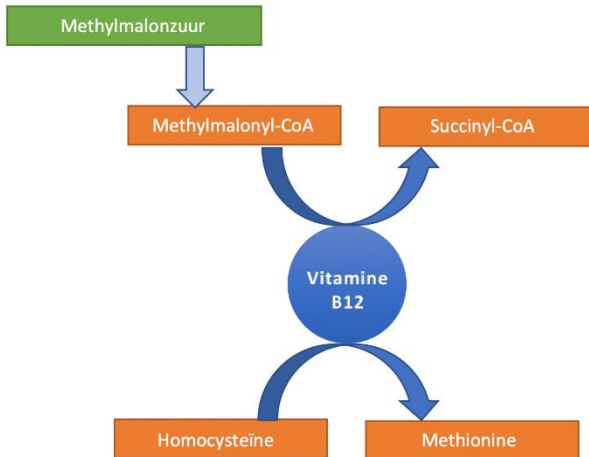 Methylmalonzuur
Methylmalonyl-CoA
Succinyl-CoA
Vitamine
B12
Homocysteïne
Methionine